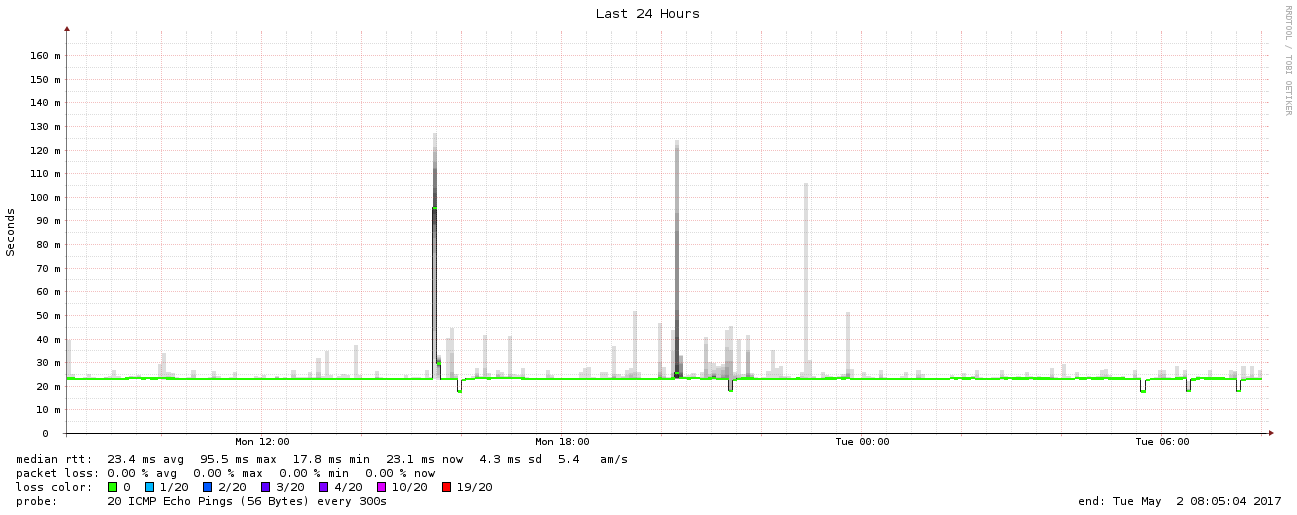 Last 24 Hours
RRDTOOL / TOBI OETIKER
Seconds
160 m
150 m
140 m
130 m
120 m
110 m
100 m
90 m
80 m
70 m
60 m
50 m
40 m
30 m
20 m
10 m
0
Mon 12:00 Mon 18:00 Tue 00:00 Tue 06:00
median rtt: 23.4 ms avg 95.5 ms max 17.8 ms min 23.1 ms now 4.3 ms sd 5.4 am/s
packet loss: 0.00 % avg 0.00 % max 0.00 % min 0.00 % now
loss color: 0 1/20 2/20 3/20 4/20 10/20 19/20
probe: 20 ICMP Echo Pings (56 Bytes) every 300s end: Tue May 2 08:05:04 2017